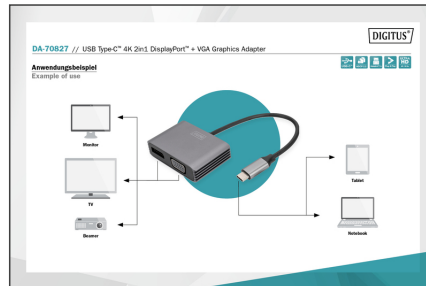 DIGITUS®
DA-70827 // USB Type-C™ 4K 2in1 DisplayPort™ + VGA Graphics Adapter
Anwendungsbeispiel
Example of use
Monitor
TV
Beamer
Tablet
Notebook